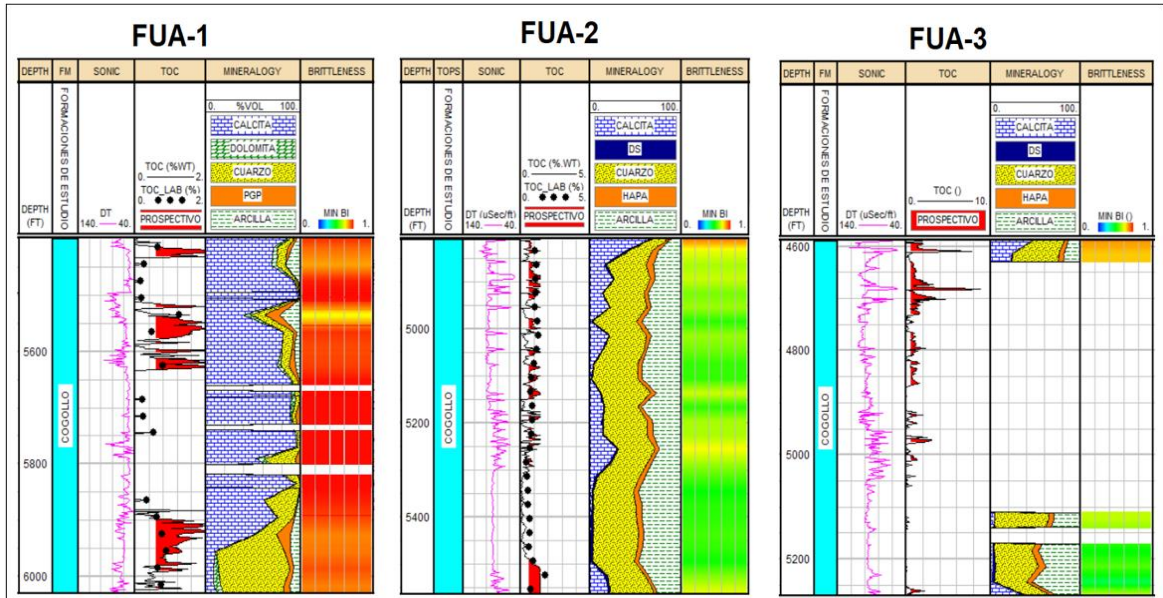 FUA-1
DEPTH FM SONIC TOC MINERALOGY BRITTLENESS
DEPTH (FT)
FORMACIONES DE ESTUDIO
DT
140. 40.
TOC (%WT)
0. 2.
TOC_LAB (%)
0. 2.
PROSPECTIVO
0. %VOL 100.
CALCITA
DOLOMITA
CUARZO
PGP
ARCILLA
MIN BI
0. 1.
COGOLLO
5600
5800
6000
FUA-2
DEPTH TOPS SONIC TOC MINERALOGY BRITTLENESS
DEPTH (FT)
FORMACIONES DE ESTUDIO
DT (uSec/ft)
140. 40.
TOC (%.WT)
0. 5.
TOC_LAB (%)
0. 5.
PROSPECTIVO
0. 100.
CALCITA
DS
CUARZO
HAPA
ARCILLA
MIN BI
0. 1.
COGOLLO
5000
5200
5400
FUA-3
DEPTH FM SONIC TOC MINERALOGY BRITTLENESS
DEPTH (FT)
FORMACIONES DE ESTUDIO
DT (uSec/ft)
140. 40.
TOC ()
0. 10.
PROSPECTIVO
0. 100.
CALCITA
CUARZO
HAPA
ARCILLA
MIN BI ()
0. 1.
COGOLLO
4600
4800
5000
5200